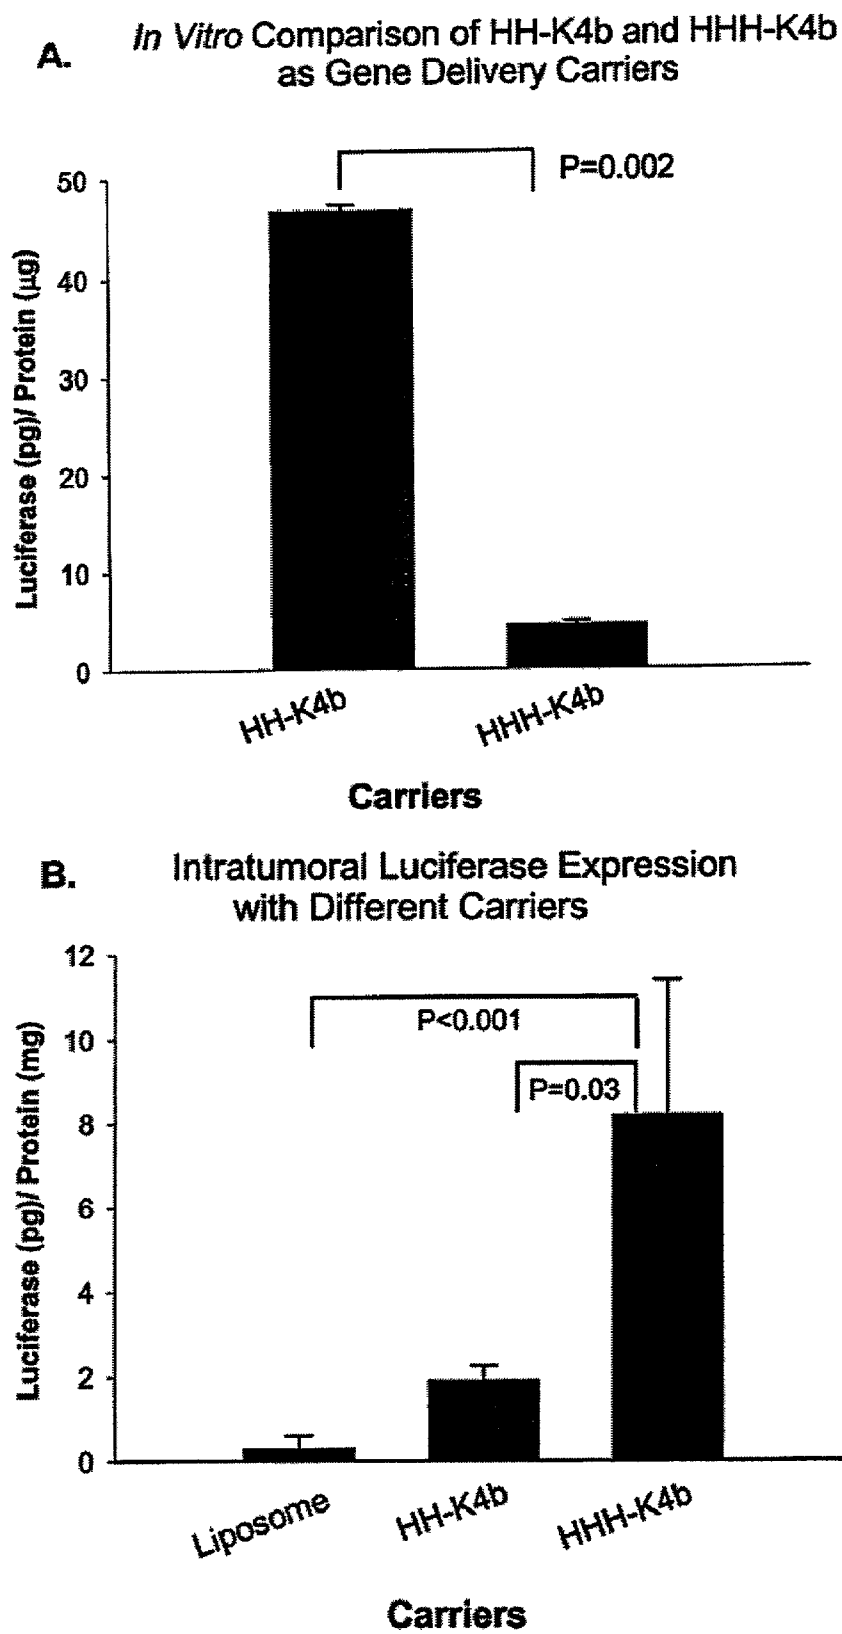 A.
In Vitro Comparison of HH-K4b and HHH-K4b
as Gene Delivery Carriers
P=0.002
50
40
30
20
10
0
Luciferase (pg)/ Protein (µg)
HH-K4b
HHH-K4b
Carriers
B.
Intratumoral Luciferase Expression
with Different Carriers
12
10
8
6
4
2
0
Luciferase (pg)/ Protein (mg)
P<0.001
P=0.03
Liposome
HH-K4b
HHH-K4b
Carriers